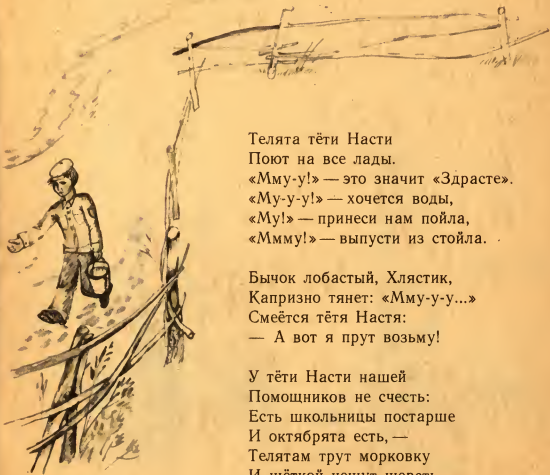 Телята тёти Насти
Поют на все лады.
«Мму-у!» — это значит «Здрасте».
«Му-у-у!» — хочется воды,
«Му!» — принеси нам пойла,
«Ммму!» — выпусти из стойла.
Бычок лобастый, Хлястик,
Капризно тянет: «Мму-у-у...»
Смеётся тётя Настя:
— А вот я прут возьму!
У тёти Насти нашей
Помощников не счесть:
Есть школьницы постарше
И октябрята есть, —
Телятам трут морковку